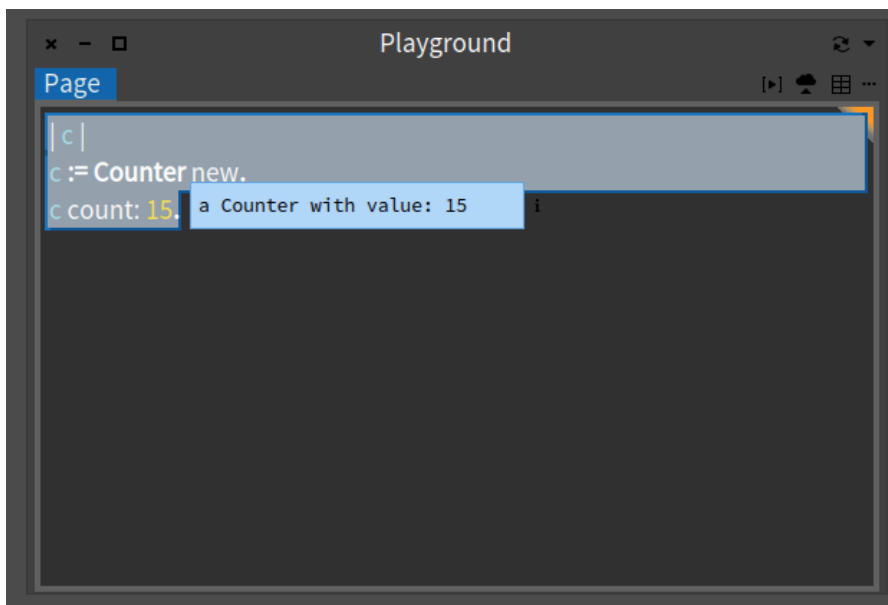 Playground
Page
| c |
c := Counter new.
c count: 15.
a Counter with value: 15
i